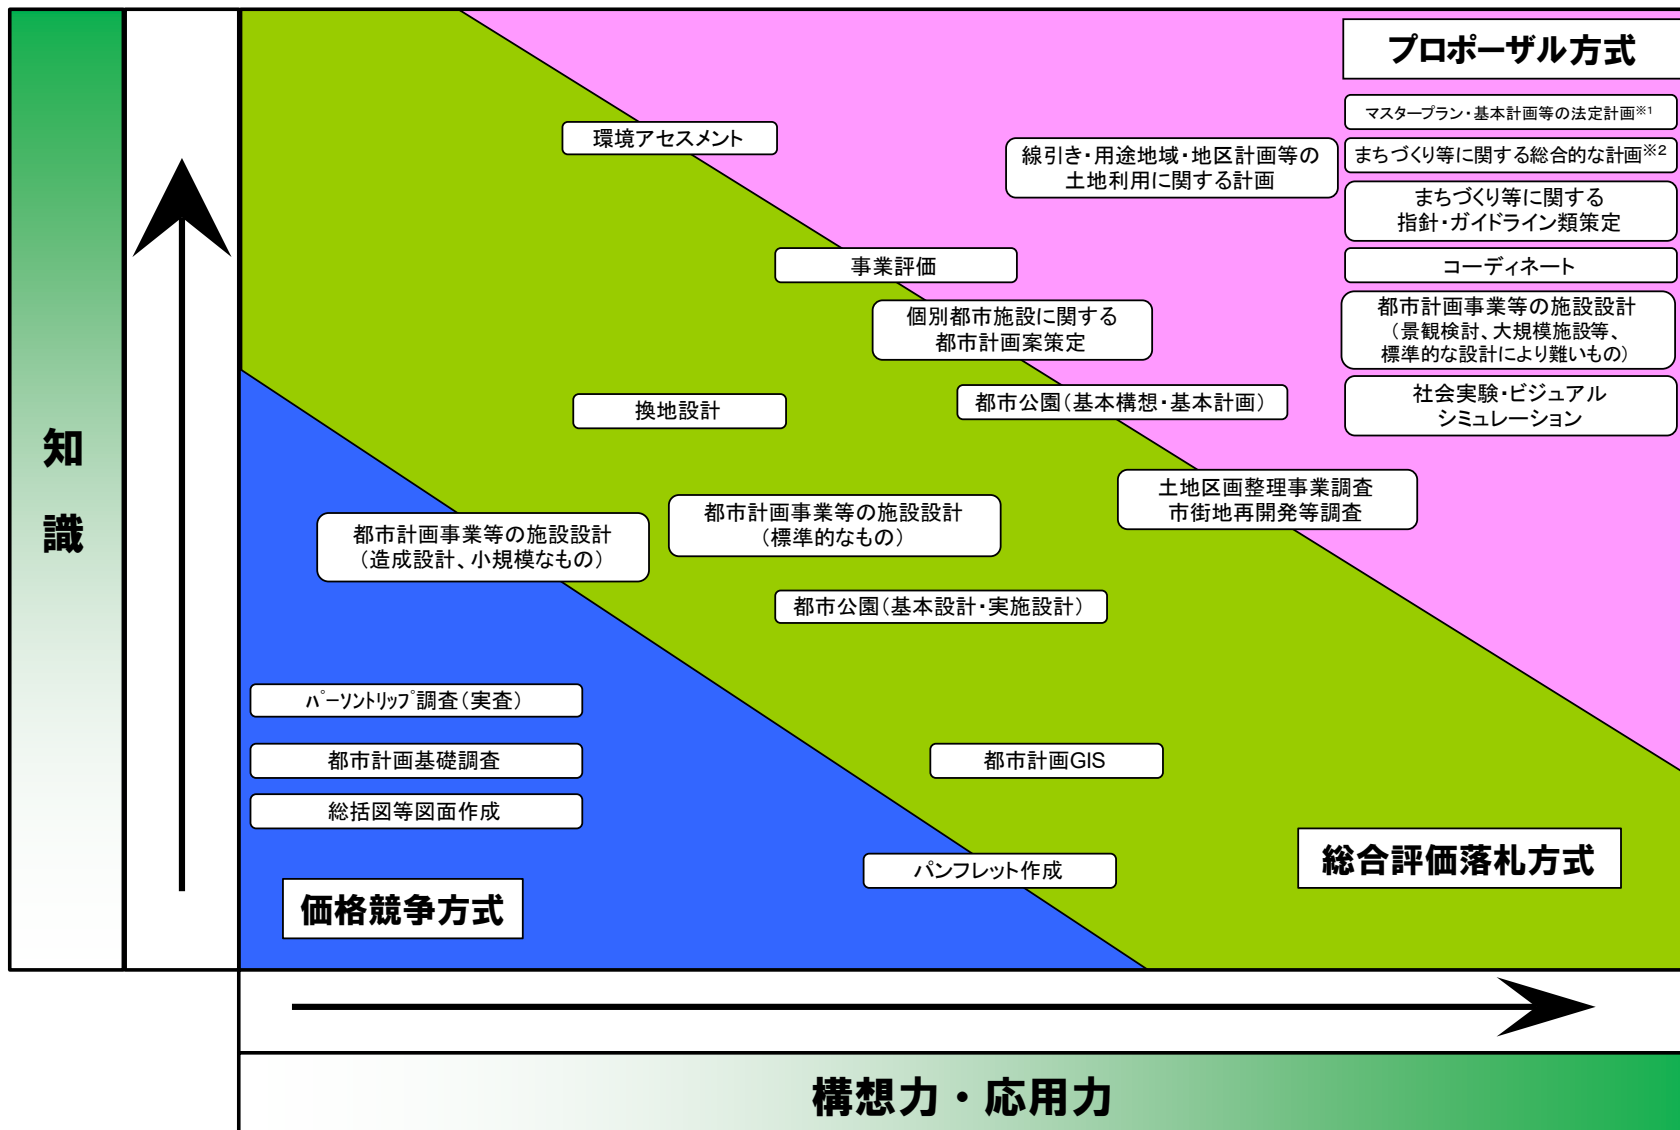 プロポーザル方式
マスタープラン・基本計画等の法定計画※1
まちづくり等に関する総合的な計画※2
まちづくり等に関する
指針・ガイドライン類策定
コーディネート
都市計画事業等の施設設計
（景観検討、大規模施設等、
標準的な設計により難いもの）
社会実験・ビジュアル
シミュレーション
環境アセスメント
線引き・用途地域・地区計画等の
土地利用に関する計画
事業評価
個別都市施設に関する
都市計画案策定
換地設計
都市公園（基本構想・基本計画）
土地区画整理事業調査
市街地再開発等調査
都市計画事業等の施設設計
（造成設計、小規模なもの）
都市計画事業等の施設設計
（標準的なもの）
都市公園（基本設計・実施設計）
ﾊﾟｰｿﾝﾄﾘｯﾌﾟ調査（実査）
都市計画基礎調査
総括図等図面作成
都市計画GIS
パンフレット作成
総合評価落札方式
価格競争方式
知
識
構想力・応用力